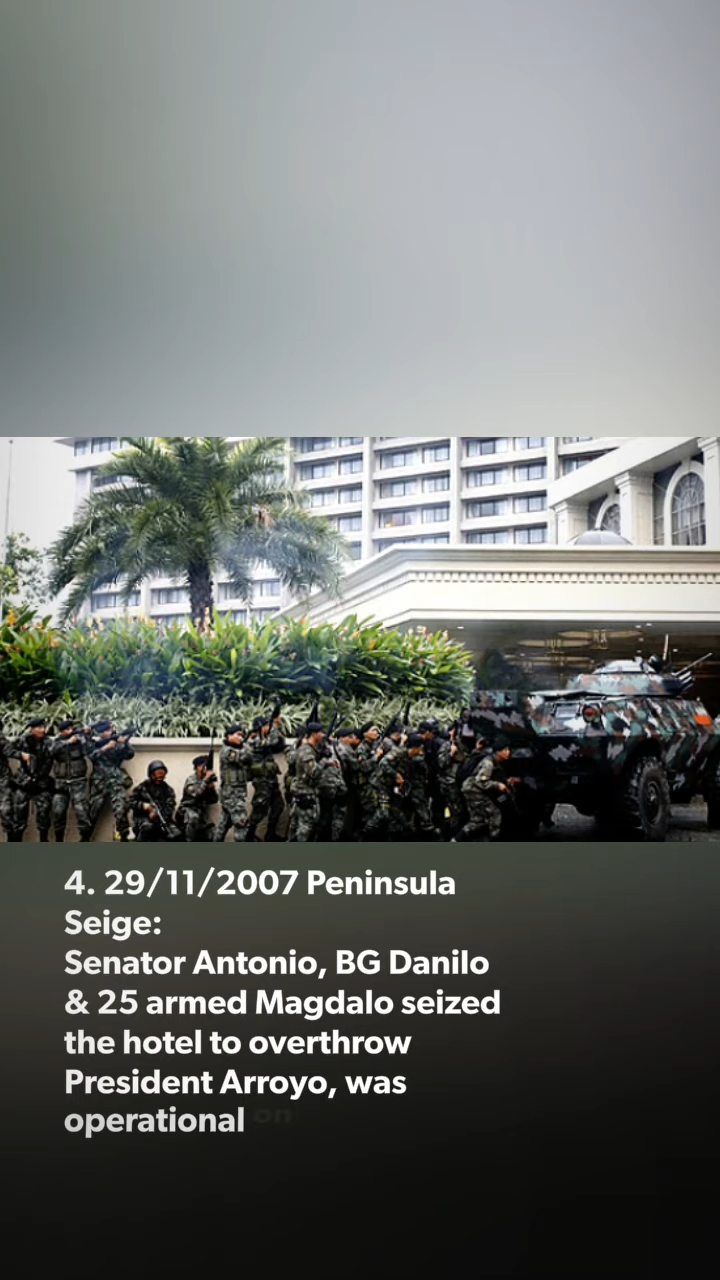 4. 29/11/2007 Peninsula
Seige:
Senator Antonio, BG Danilo
& 25 armed Magdalo seized
the hotel to overthrow
President Arroyo, was
operational on